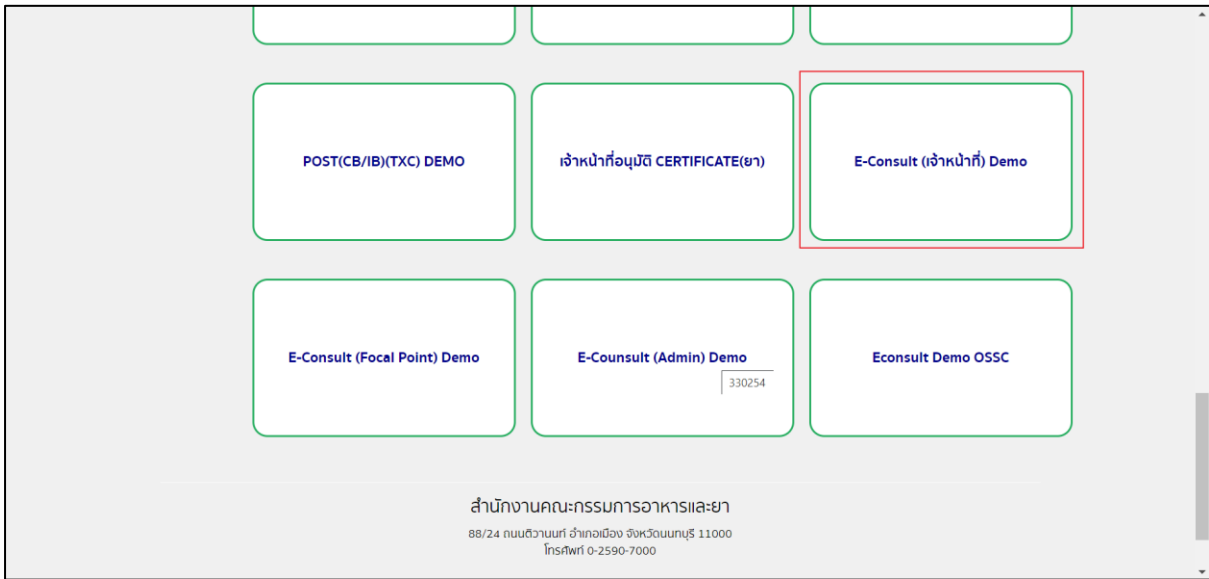 POST(CB/IB)(TXC) DEMO
เจ้าหน้าที่อนุมัติ CERTIFICATE(ยา)
E-Consult (เจ้าหน้าที่) Demo
E-Consult (Focal Point) Demo
E-Counsult (Admin) Demo
330254
Econsult Demo OSSC
สำนักงานคณะกรรมการอาหารและยา
88/24 ถนนติวานนท์ อำเภอเมือง จังหวัดนนทบุรี 11000
โทรศัพท์ 0-2590-7000